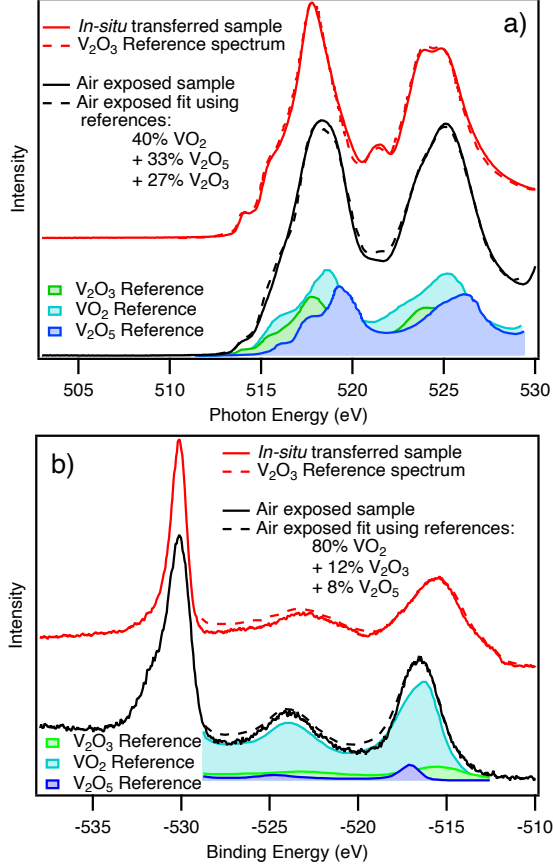 a)
In-situ transferred sample
V₂O₃ Reference spectrum
Air exposed sample
Air exposed fit using
references:
40% VO₂
+ 33% V₂O₅
+ 27% V₂O₃
Intensity
V₂O₃ Reference
VO₂ Reference
V₂O₅ Reference
505 510 515 520 525 530
Photon Energy (eV)
b)
In-situ transferred sample
V₂O₃ Reference spectrum
Air exposed sample
Air exposed fit using references:
80% VO₂
+ 12% V₂O₃
+ 8% V₂O₅
Intensity
V₂O₃ Reference
VO₂ Reference
V₂O₅ Reference
-535 -530 -525 -520 -515 -510
Binding Energy (eV)